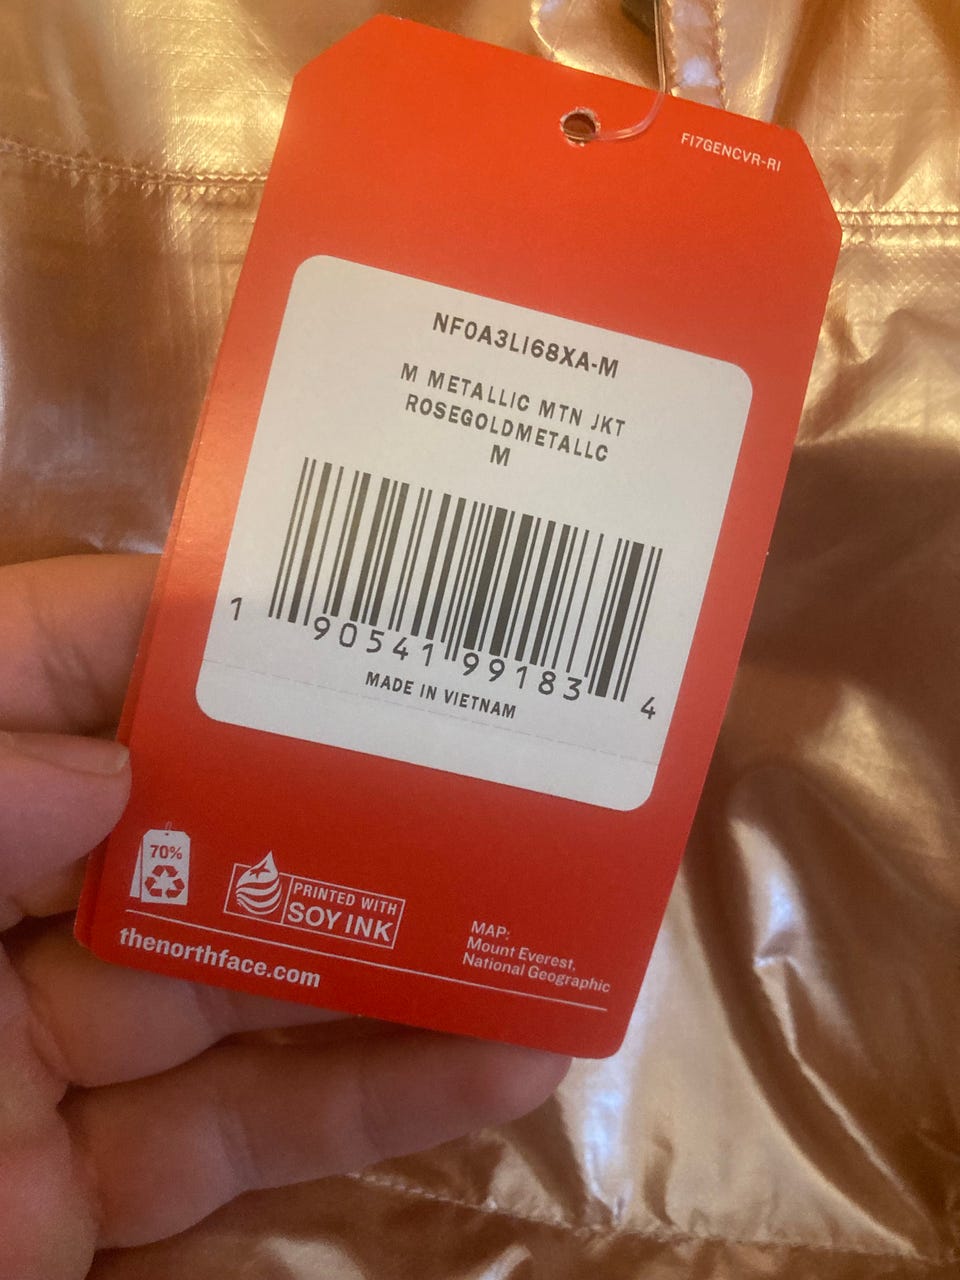 FI7GENCVR-RI
NF0A3LI68XA-M
M METALLIC MTN JKT
ROSEGOLDMETALLC
M
1 90541 99183 4
MADE IN VIETNAM
70%
PRINTED WITH
SOY INK
thenorthface.com
MAP:
Mount Everest,
National Geographic